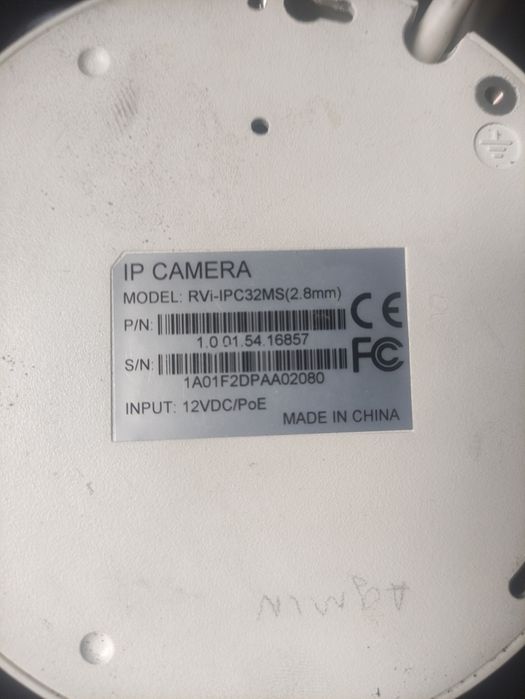 IP CAMERA
MODEL: RVi-IPC32MS(2.8mm)
P/N:
1.0.01.54.16857
S/N:
1A01F2DPAA02080
INPUT: 12VDC/PoE
MADE IN CHINA
CE
FC